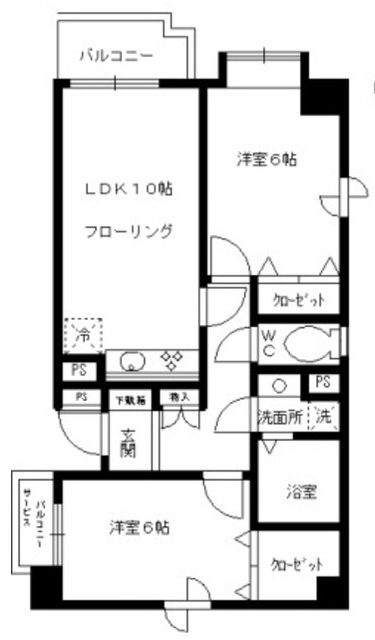 バルコニー
洋室6帖
LDK10帖
フローリング
クローゼット
冷
WC
PS
PS
PS
下駄箱
物入
洗面所
洗
玄関
浴室
サービス
バルコニー
洋室6帖
クローゼット